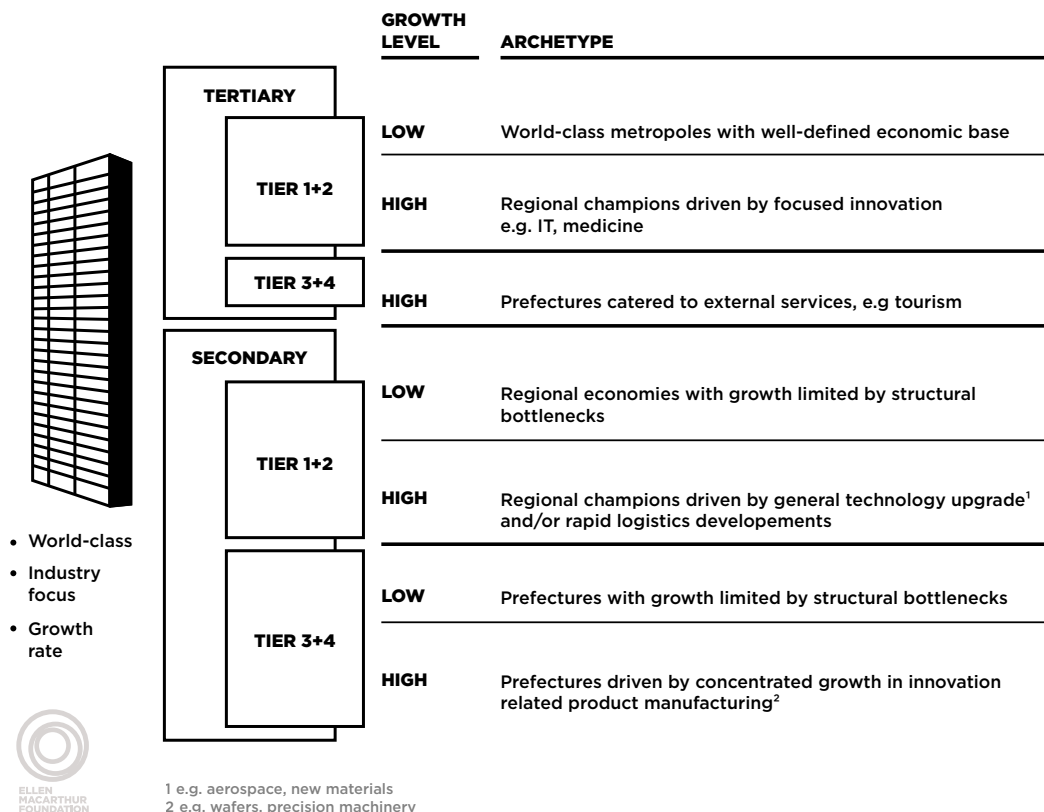 GROWTH
LEVEL
ARCHETYPE
TERTIARY
TIER 1+2
LOW
World-class metropoles with well-defined economic base
HIGH
Regional champions driven by focused innovation
e.g. IT, medicine
TIER 3+4
HIGH
Prefectures catered to external services, e.g tourism
SECONDARY
TIER 1+2
LOW
Regional economies with growth limited by structural
bottlenecks
HIGH
Regional champions driven by general technology upgrade¹
and/or rapid logistics developements
TIER 3+4
LOW
Prefectures with growth limited by structural bottlenecks
HIGH
Prefectures driven by concentrated growth in innovation
related product manufacturing²
• World-class
• Industry
focus
• Growth
rate
ELLEN
MACARTHUR
FOUNDATION
1 e.g. aerospace, new materials
2 e.g. wafers, precision machinery